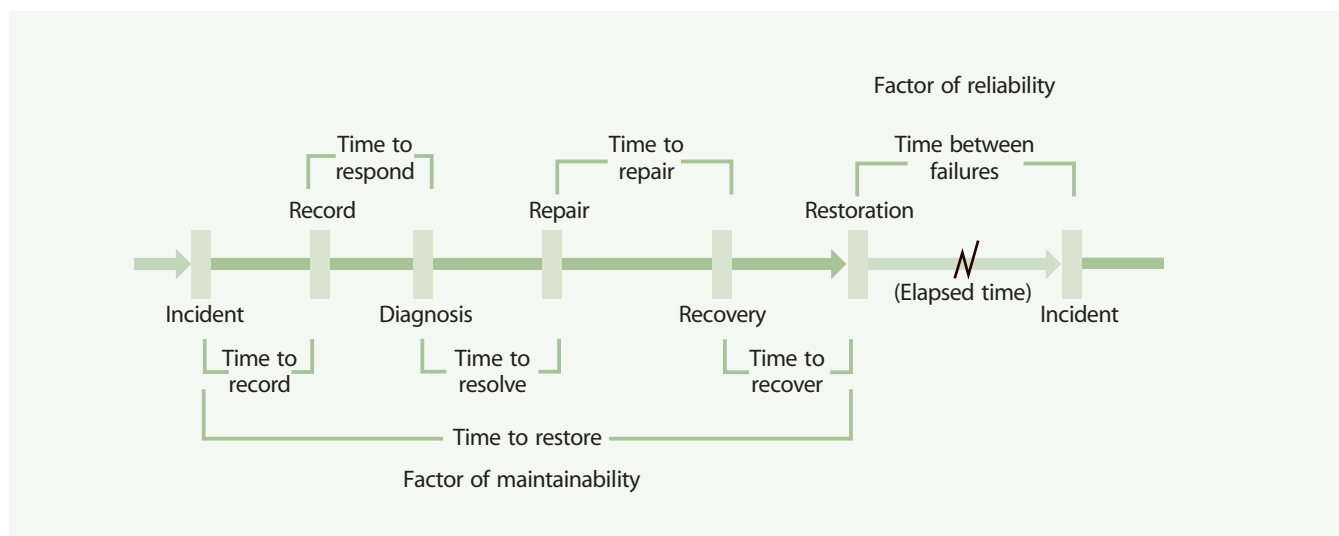 Factor of reliability
Time to
respond
Time to
repair
Time between
failures
Record
Repair
Restoration
(Elapsed time)
Incident
Diagnosis
Recovery
Incident
Time to
record
Time to
resolve
Time to
recover
Time to restore
Factor of maintainability